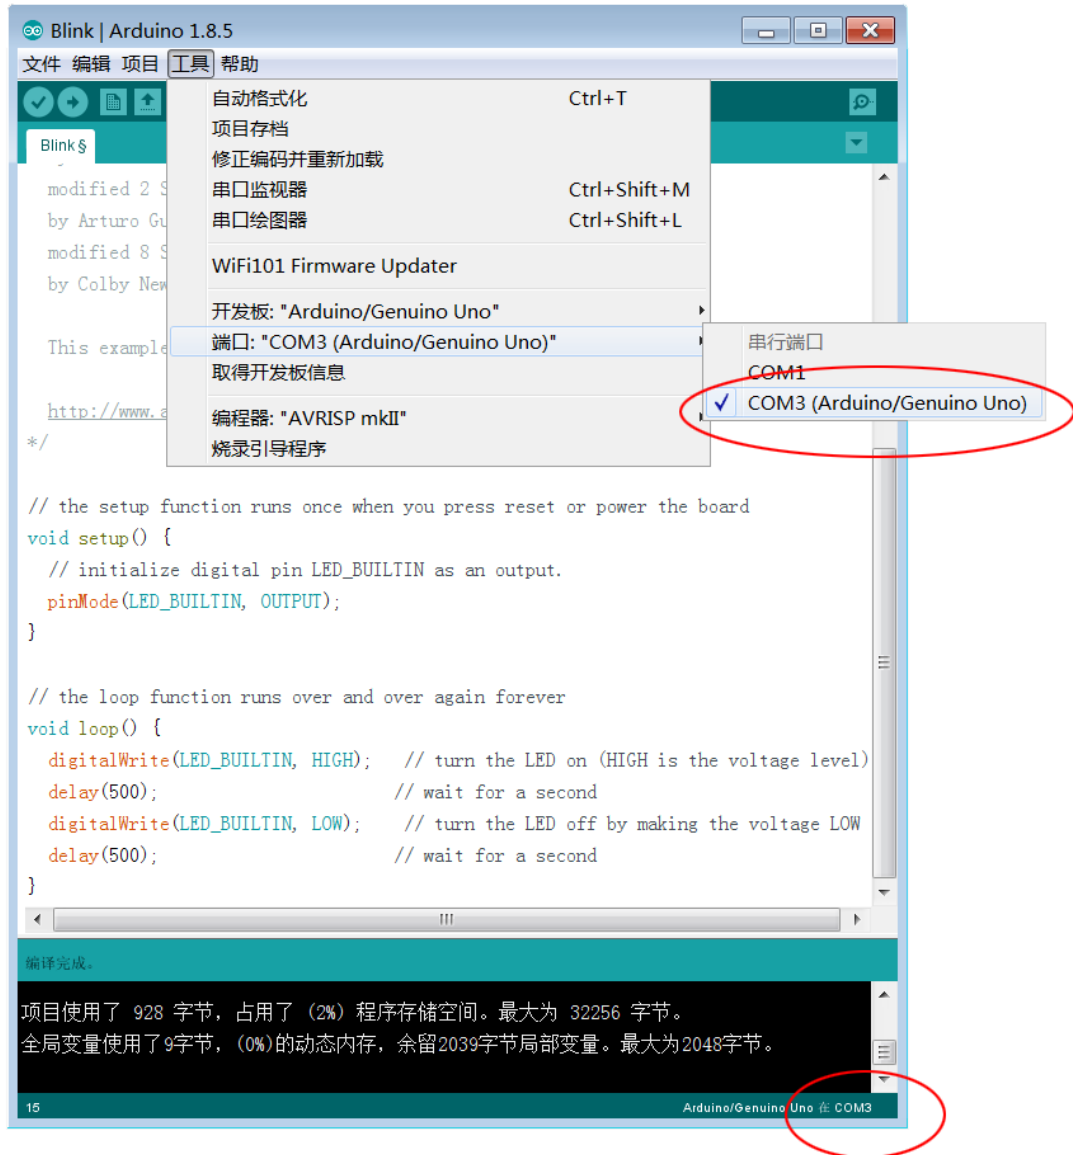 Blink | Arduino 1.8.5
文件 编辑 项目 工具 帮助
自动格式化 Ctrl+T
项目存档
修正编码并重新加载
串口监视器 Ctrl+Shift+M
串口绘图器 Ctrl+Shift+L
WiFi101 Firmware Updater
开发板: "Arduino/Genuino Uno"
端口: "COM3 (Arduino/Genuino Uno)"
取得开发板信息
编程器: "AVRISP mkII"
烧录引导程序
串行端口
COM1
✓ COM3 (Arduino/Genuino Uno)
Blink §
modified 2 S
by Arturo Gu
modified 8 S
by Colby New
This example
http://www.a
*/
// the setup function runs once when you press reset or power the board
void setup() {
// initialize digital pin LED_BUILTIN as an output.
pinMode(LED_BUILTIN, OUTPUT);
}
// the loop function runs over and over again forever
void loop() {
digitalWrite(LED_BUILTIN, HIGH); // turn the LED on (HIGH is the voltage level)
delay(500); // wait for a second
digitalWrite(LED_BUILTIN, LOW); // turn the LED off by making the voltage LOW
delay(500); // wait for a second
}
编译完成。
项目使用了 928 字节，占用了 (2%) 程序存储空间。最大为 32256 字节。
全局变量使用了9字节，(0%)的动态内存，余留2039字节局部变量。最大为2048字节。
15 Arduino/Genuino Uno 在 COM3